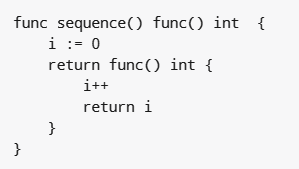 func sequence() func() int  {
    i := 0
    return func() int {
        i++
        return i
    }
}